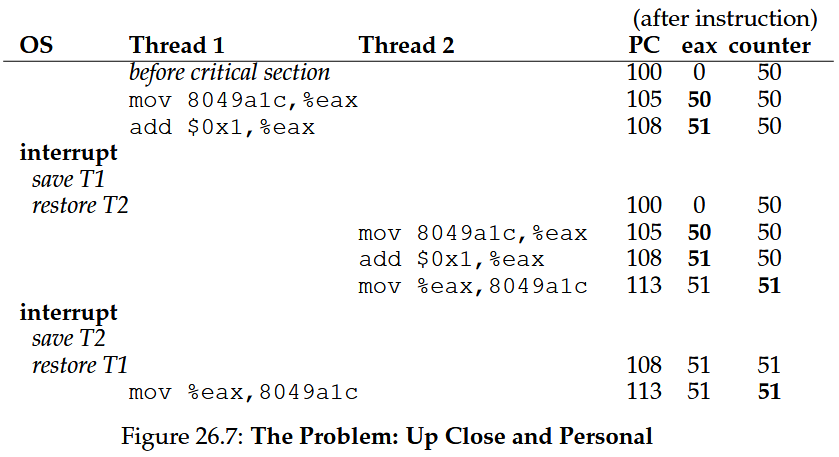 (after instruction)
OS Thread 1 Thread 2 PC eax counter
before critical section 100 0 50
mov 8049a1c,%eax 105 50 50
add $0x1,%eax 108 51 50
interrupt
save T1
restore T2 100 0 50
mov 8049a1c,%eax 105 50 50
add $0x1,%eax 108 51 50
mov %eax,8049a1c 113 51 51
interrupt
save T2
restore T1 108 51 51
mov %eax,8049a1c 113 51 51
Figure 26.7: The Problem: Up Close and Personal